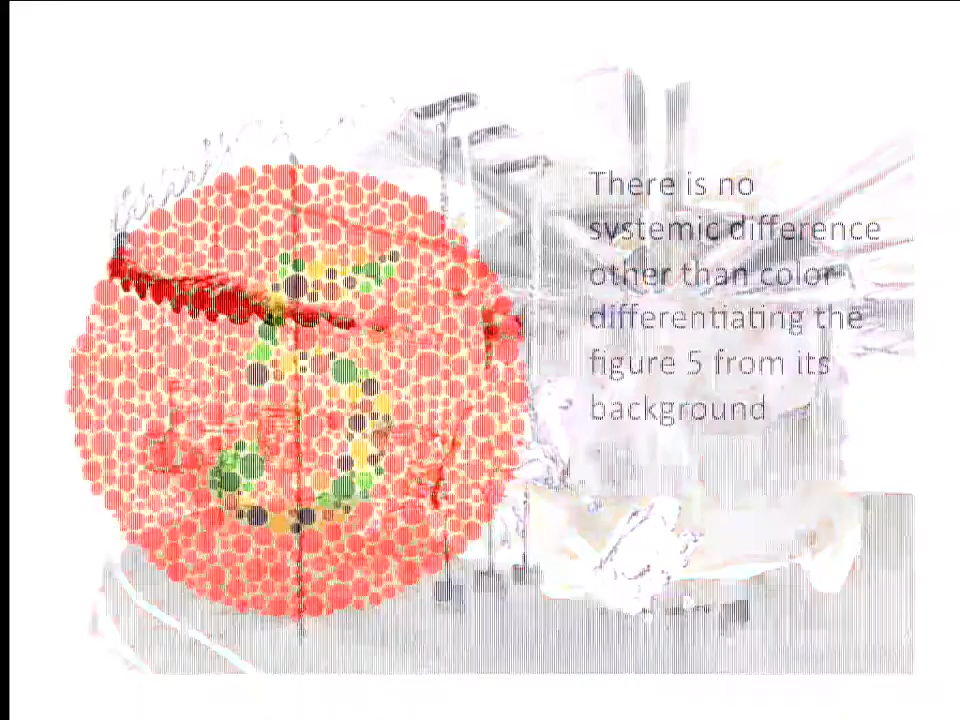 There is no
systemic difference
other than color
differentiating the
figure 5 from its
background